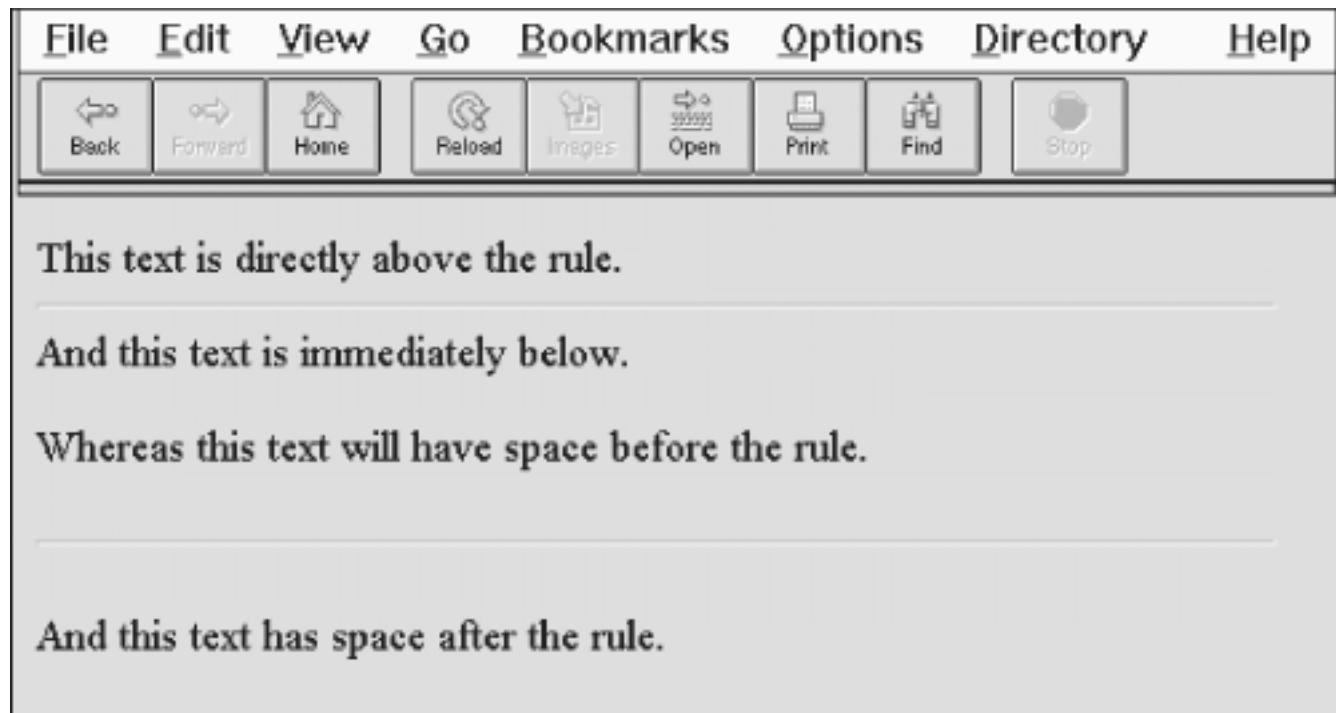 File Edit View Go Bookmarks Options Directory Help
Back Forward Home Reload Images Open Print Find Stop
This text is directly above the rule.
And this text is immediately below.
Whereas this text will have space before the rule.
And this text has space after the rule.